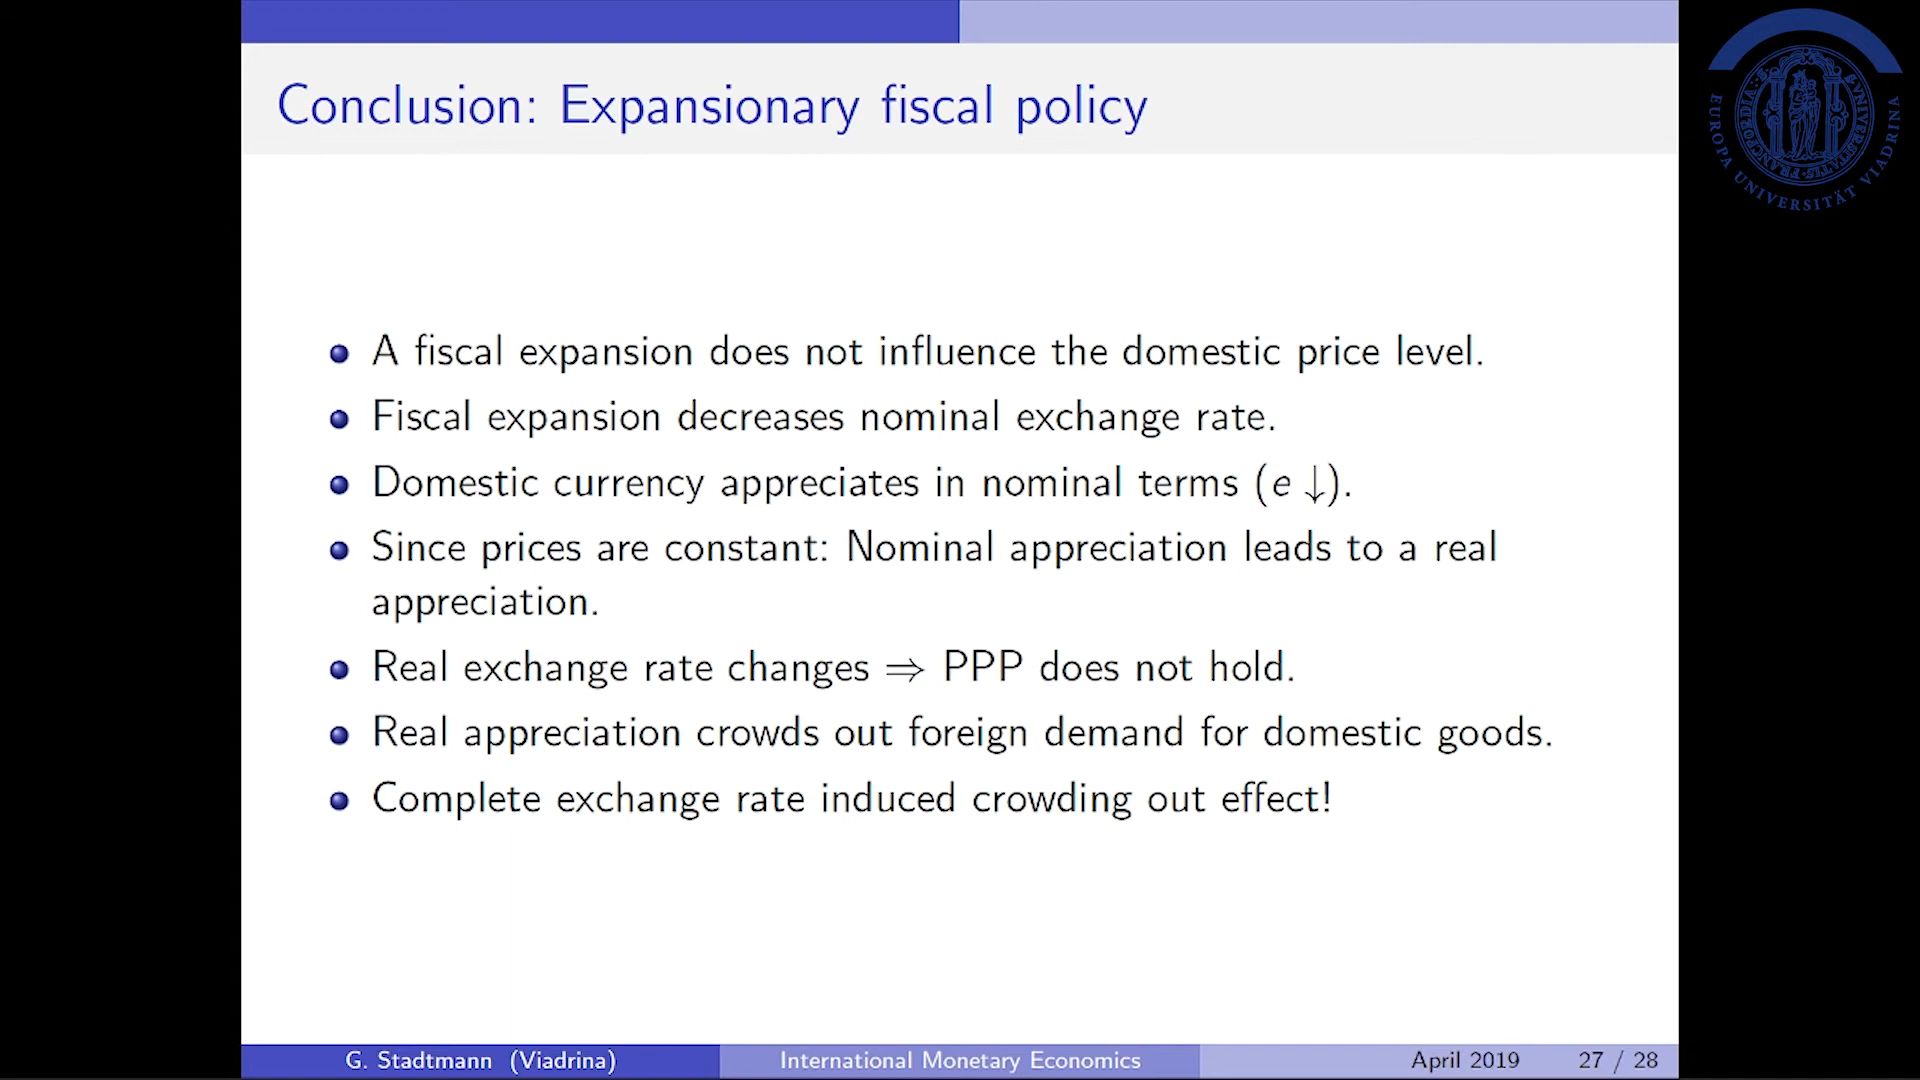 Conclusion: Expansionary fiscal policy
EUROPA UNIVERSITÄT VIADRINA
A fiscal expansion does not influence the domestic price level.
Fiscal expansion decreases nominal exchange rate.
Domestic currency appreciates in nominal terms (e ↓).
Since prices are constant: Nominal appreciation leads to a real
appreciation.
Real exchange rate changes ⇒ PPP does not hold.
Real appreciation crowds out foreign demand for domestic goods.
Complete exchange rate induced crowding out effect!
G. Stadtmann (Viadrina) International Monetary Economics April 2019 27 / 28